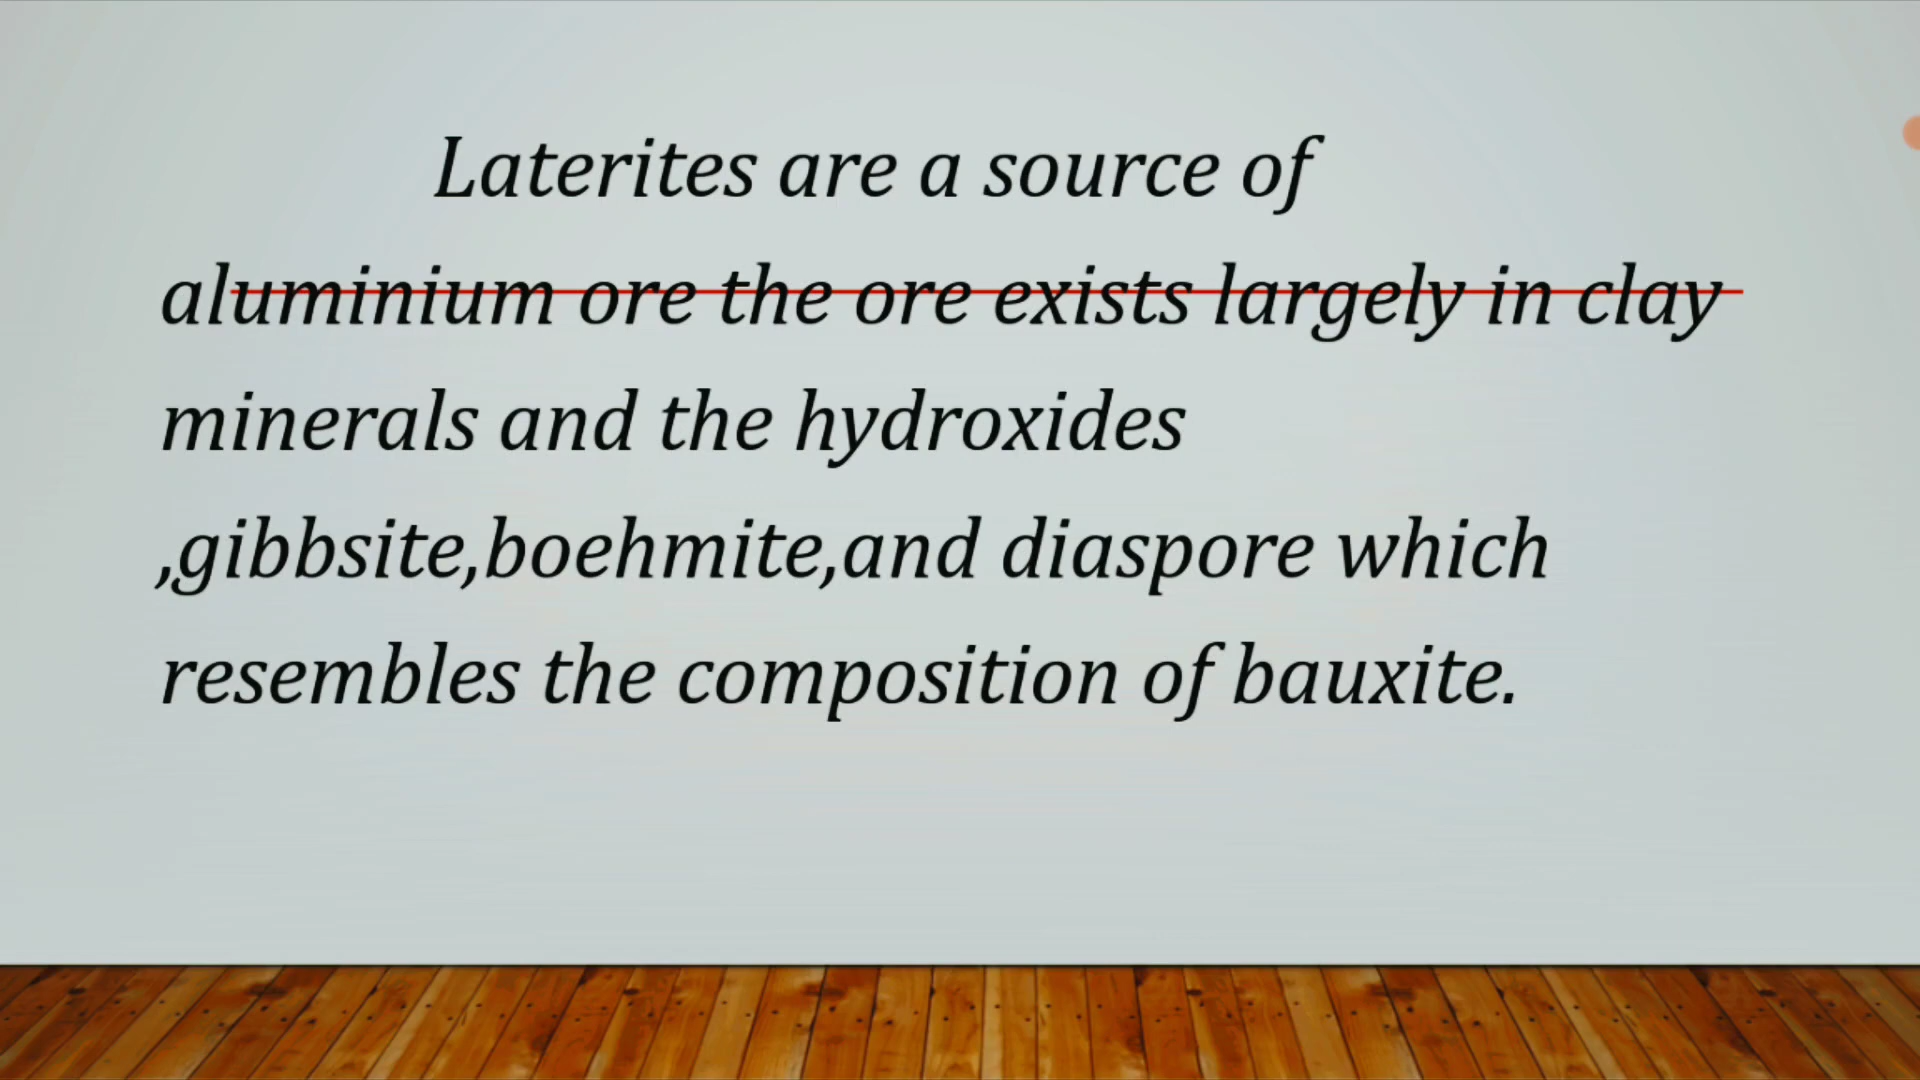 Laterites are a source of
aluminium ore the ore exists largely in clay
minerals and the hydroxides
,gibbsite,boehmite,and diaspore which
resembles the composition of bauxite.